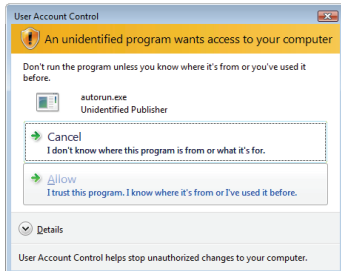 User Account Control
An unidentified program wants access to your computer
Don't run the program unless you know where it's from or you've used it
before.
autorun.exe
Unidentified Publisher
Cancel
I don't know where this program is from or what it's for.
Allow
I trust this program. I know where it's from or I've used it before.
Details
User Account Control helps stop unauthorized changes to your computer.